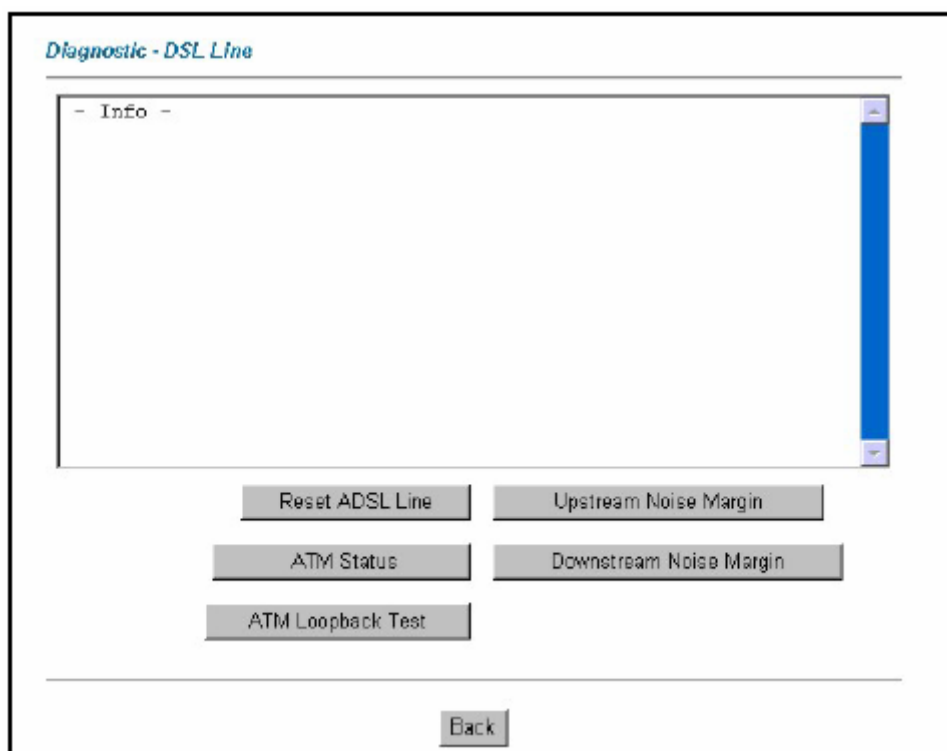 Diagnostic - DSL Line
- Info -
Reset ADSL Line
Upstream Noise Margin
ATM Status
Downstream Noise Margin
ATM Loopback Test
Back